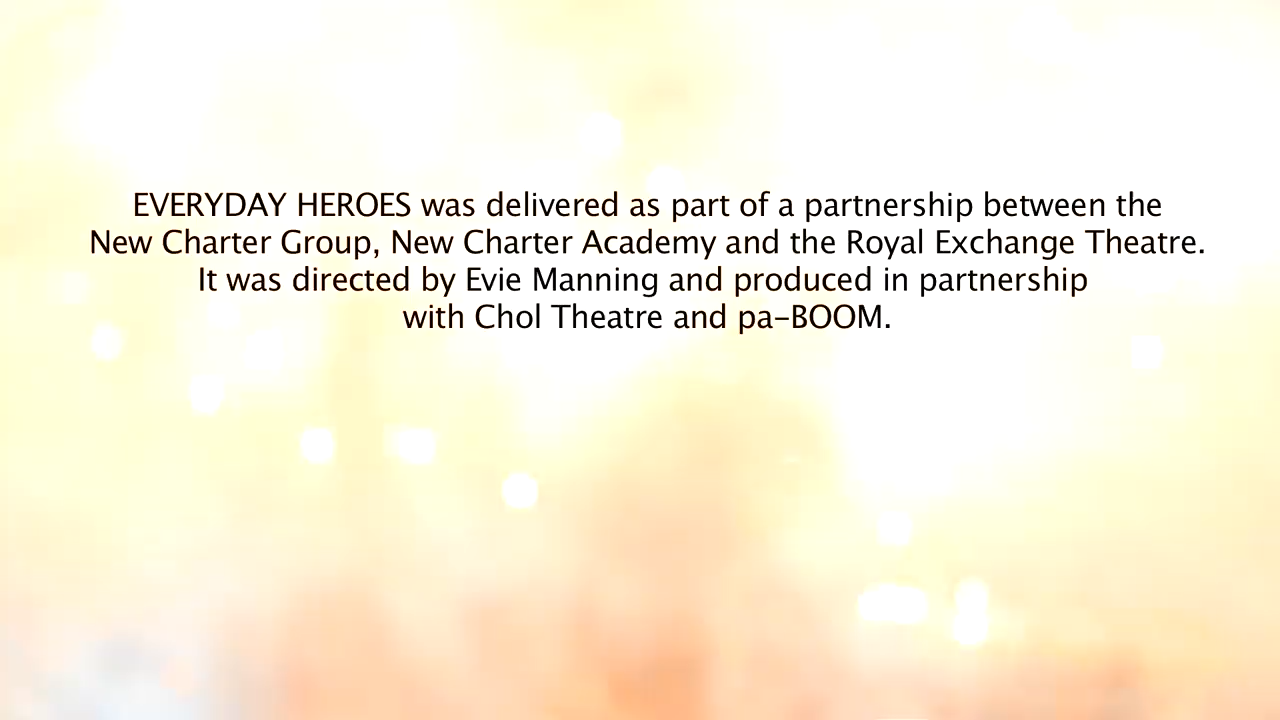 EVERYDAY HEROES was delivered as part of a partnership between the
New Charter Group, New Charter Academy and the Royal Exchange Theatre.
It was directed by Evie Manning and produced in partnership
with Chol Theatre and pa-BOOM.